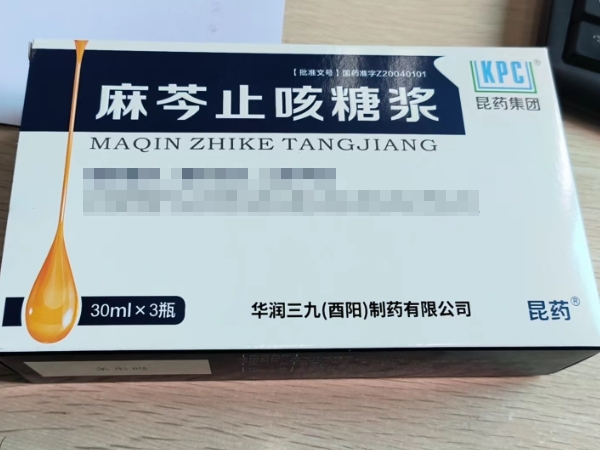 【批准文号】国药准字Z20040101
KPC®
麻芩止咳糖浆
昆药集团
MAQIN ZHIKE TANGJIANG
30ml×3瓶
华润三九(酉阳)制药有限公司
昆药®